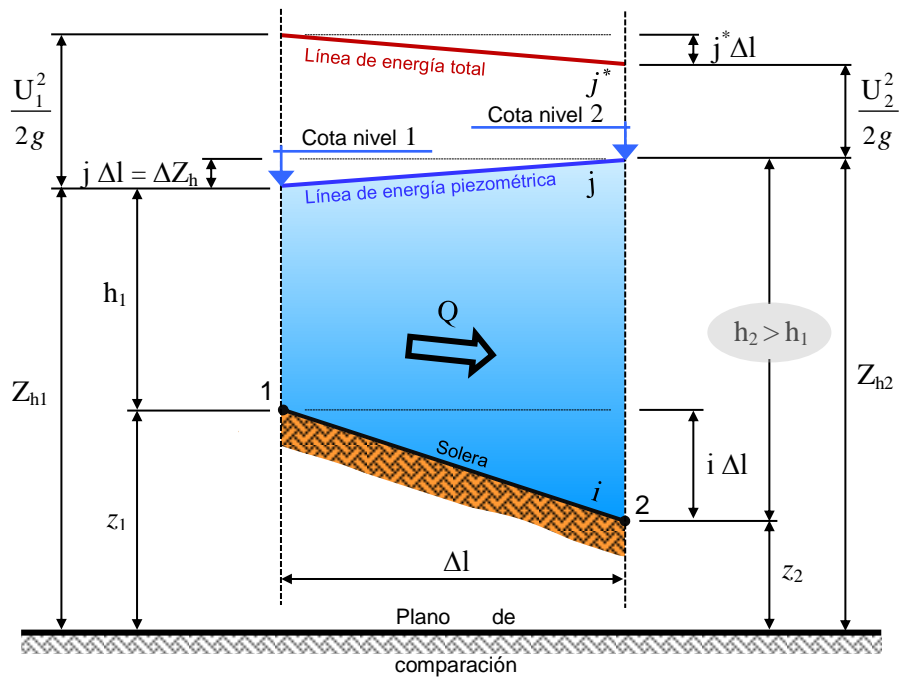 j*Δl
Línea de energía total
j*
U₁²/2g
U₂²/2g
Cota nivel 2
Cota nivel 1
j Δl = ΔZₕ
Línea de energía piezométrica
j
h₁
Q
h₂ > h₁
Zₕ₁
Zₕ₂
1
Solera
i Δl
i
2
z₁
Δl
z₂
Plano de
comparación